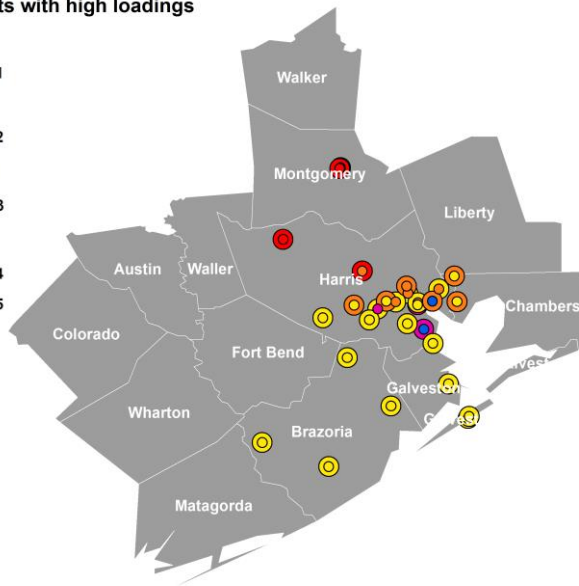 ts with high loadings
Walker
Montgomery
Liberty
Harris
Austin
Waller
Chambers
Colorado
Fort Bend
Galveston
Wharton
Brazoria
Matagorda
2
3
4
5